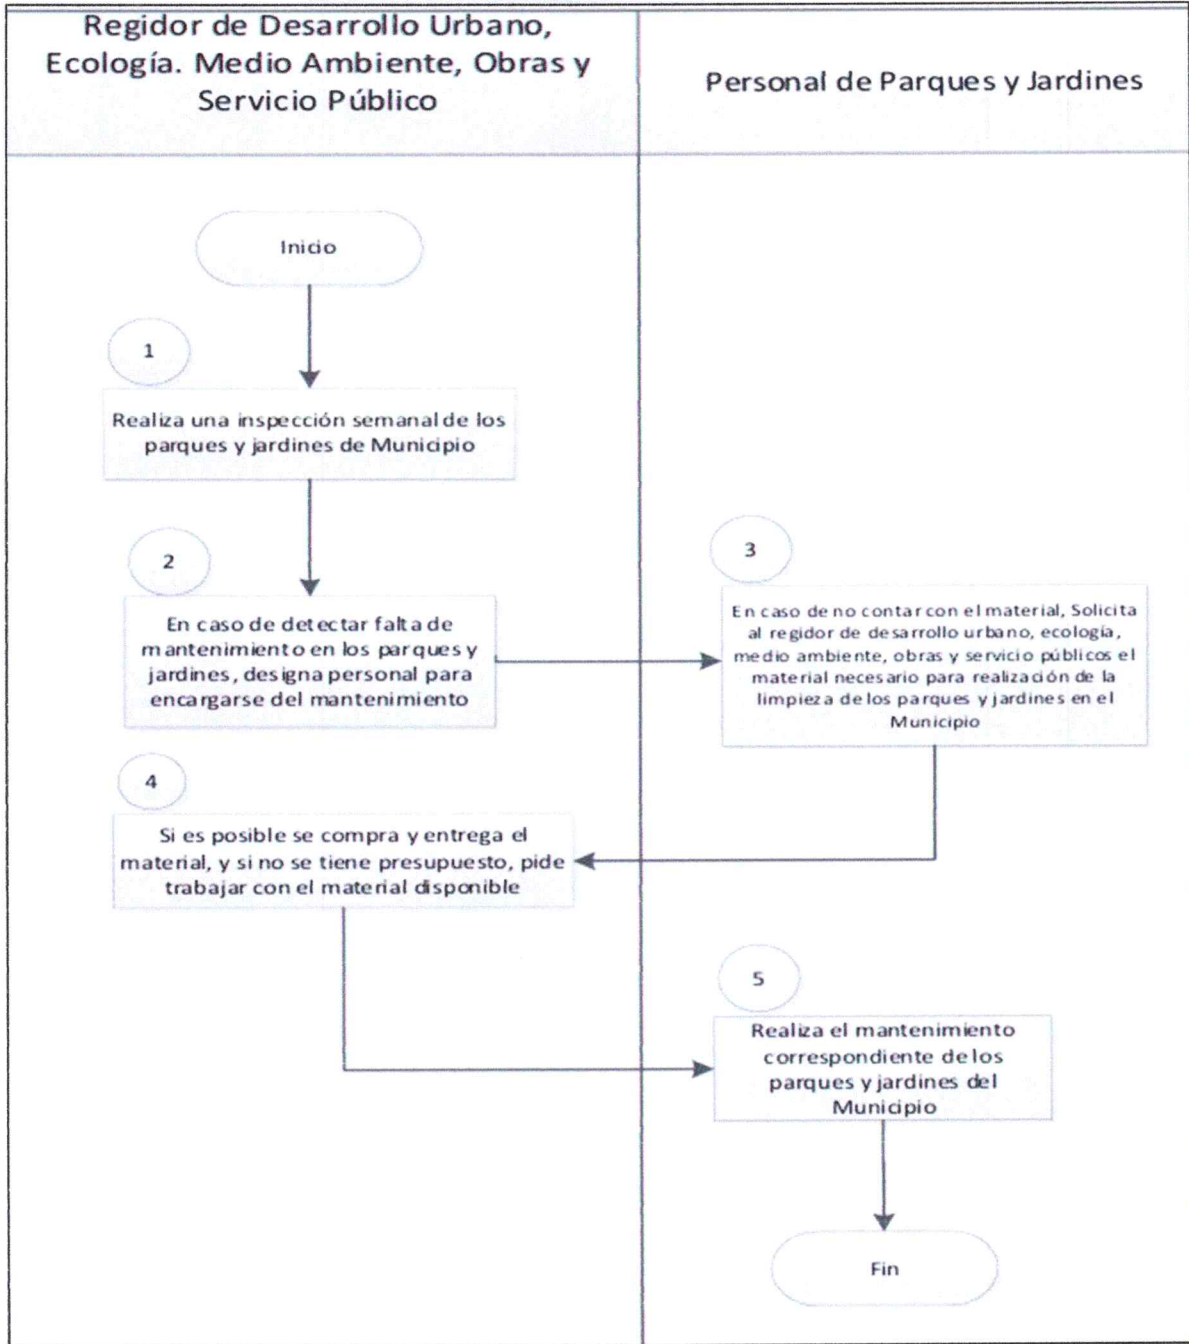 Regidor de Desarrollo Urbano,
Ecología. Medio Ambiente, Obras y
Servicio Público
Personal de Parques y Jardines
Inicio
1
Realiza una inspección semanal de los
parques y jardines de Municipio
2
En caso de detectar falta de
mantenimiento en los parques y
jardines, designa personal para
encargarse del mantenimiento
3
En caso de no contar con el material, Solicita
al regidor de desarrollo urbano, ecología,
medio ambiente, obras y servicio públicos el
material necesario para realización de la
limpieza de los parques y jardines en el
Municipio
4
Si es posible se compra y entrega el
material, y si no se tiene presupuesto, pide
trabajar con el material disponible
5
Realiza el mantenimiento
correspondiente de los
parques y jardines del
Municipio
Fin